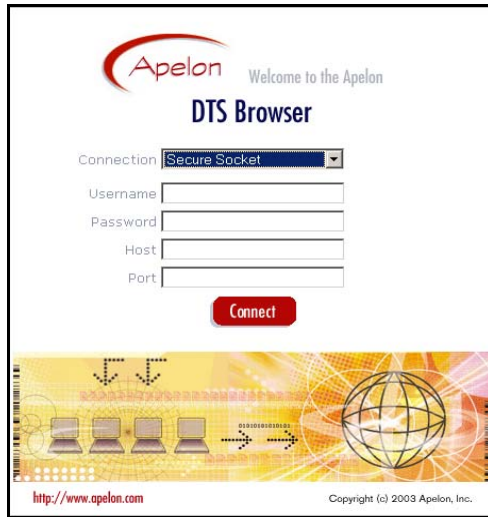 Apelon
Welcome to the Apelon
DTS Browser
Connection Secure Socket
Username
Password
Host
Port
Connect
01010101010101
http://www.apelon.com
Copyright (c) 2003 Apelon, Inc.